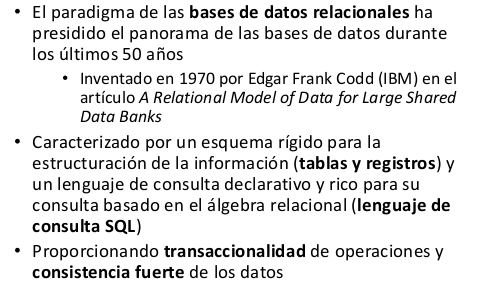 • El paradigma de las bases de datos relacionales ha
presidido el panorama de las bases de datos durante
los últimos 50 años
• Inventado en 1970 por Edgar Frank Codd (IBM) en el
artículo A Relational Model of Data for Large Shared
Data Banks
• Caracterizado por un esquema rígido para la
estructuración de la información (tablas y registros) y
un lenguaje de consulta declarativo y rico para su
consulta basado en el álgebra relacional (lenguaje de
consulta SQL)
• Proporcionando transaccionalidad de operaciones y
consistencia fuerte de los datos